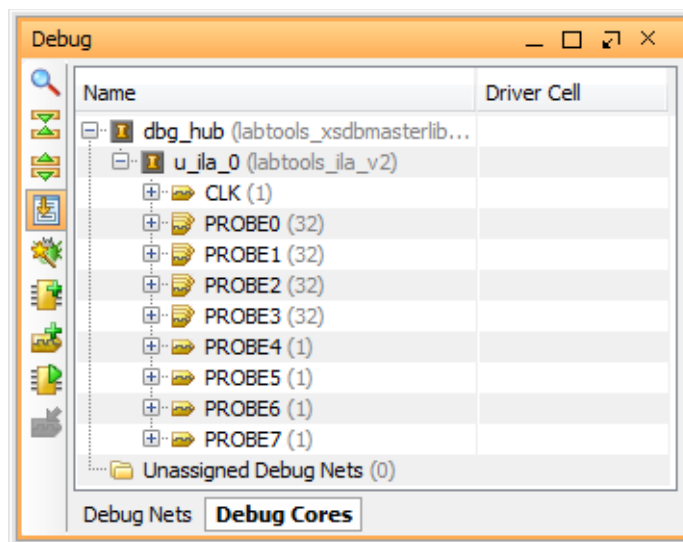 Debug
Name Driver Cell
dbg_hub (labtools_xsdbmasterlib...
u_ila_0 (labtools_ila_v2)
CLK (1)
PROBE0 (32)
PROBE1 (32)
PROBE2 (32)
PROBE3 (32)
PROBE4 (1)
PROBE5 (1)
PROBE6 (1)
PROBE7 (1)
Unassigned Debug Nets (0)
Debug Nets Debug Cores